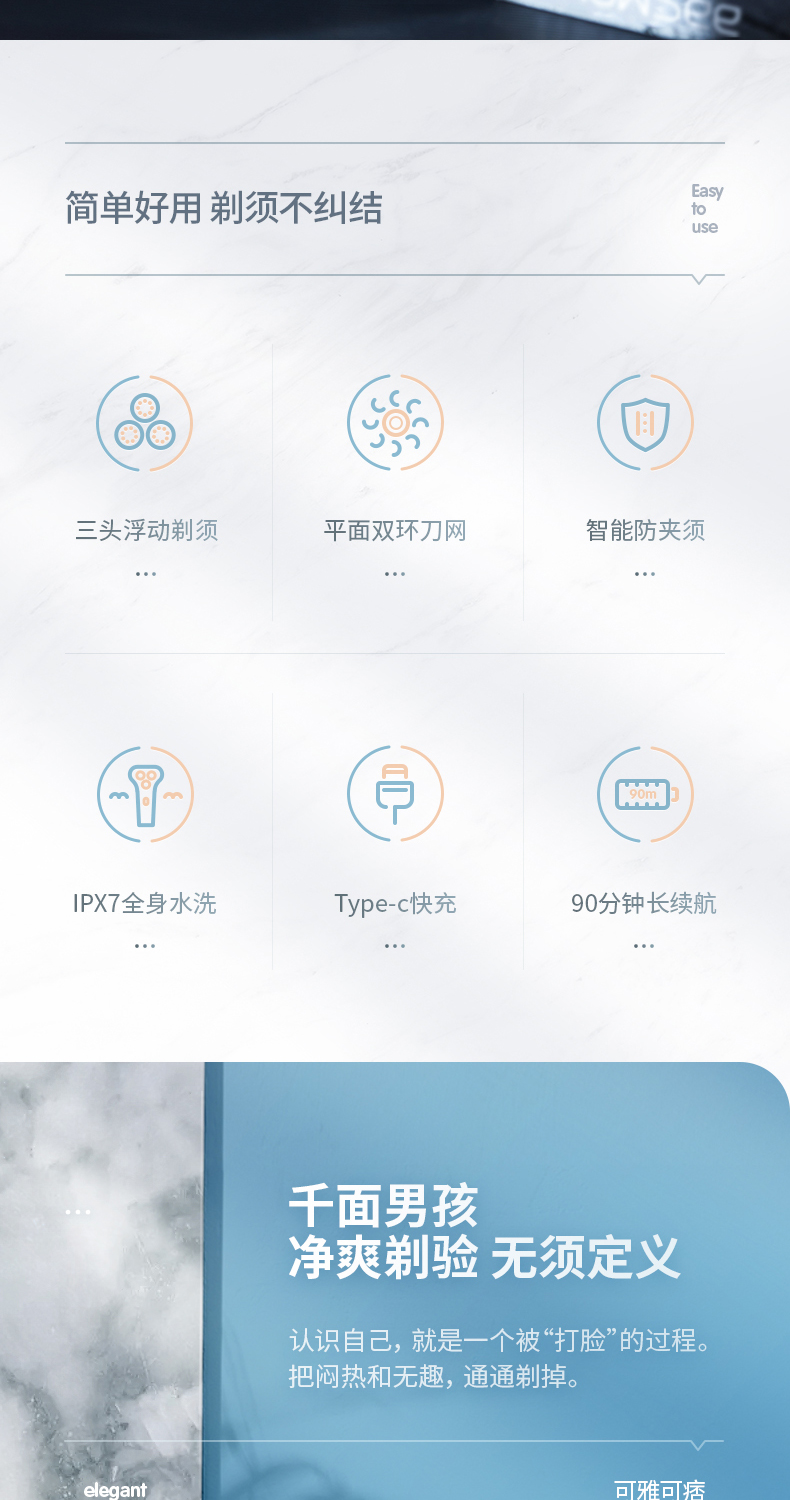 简单好用 剃须不纠结
Easy
to
use
三头浮动剃须
平面双环刀网
智能防夹须
90m
IPX7全身水洗
Type-c快充
90分钟长续航
千面男孩
净爽剃验 无须定义
认识自己，就是一个被“打脸”的过程。
把闷热和无趣，通通剃掉。
elegant
可雅可痞